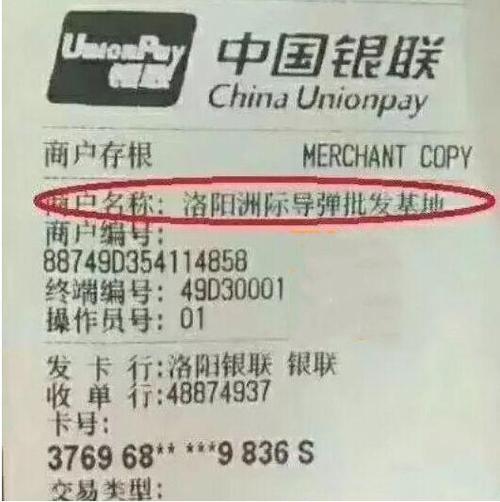 UnionPay
银联
中国银联
China Unionpay
商户存根 MERCHANT COPY
商户名称: 洛阳洲际导弹批发基地
商户编号:
88749D354114858
终端编号: 49D30001
操作员号: 01
发 卡 行:洛阳银联 银联
收 单 行:48874937
卡号:
3769 68** ***9 836 S
交易类型: